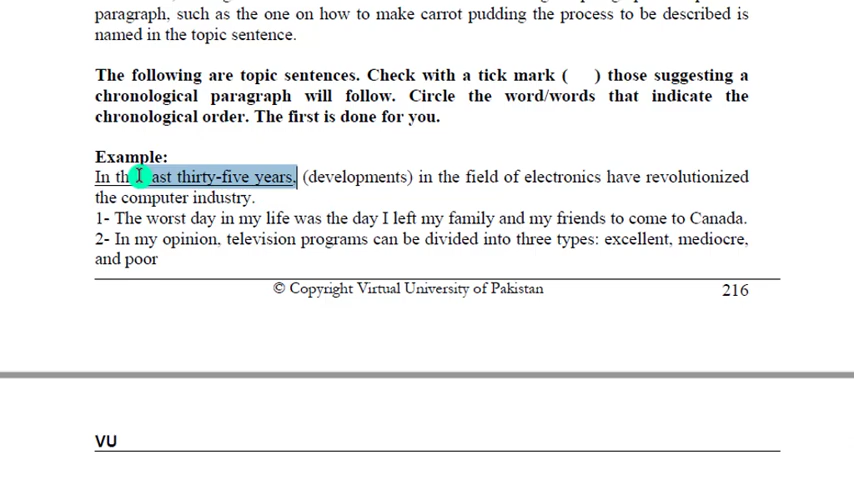 paragraph, such as the one on how to make carrot pudding the process to be described is
named in the topic sentence.
The following are topic sentences. Check with a tick mark ( ) those suggesting a
chronological paragraph will follow. Circle the word/words that indicate the
chronological order. The first is done for you.
Example:
In th ast thirty-five years, (developments) in the field of electronics have revolutionized
the computer industry.
1- The worst day in my life was the day I left my family and my friends to come to Canada.
2- In my opinion, television programs can be divided into three types: excellent, mediocre,
and poor
© Copyright Virtual University of Pakistan 216
VU